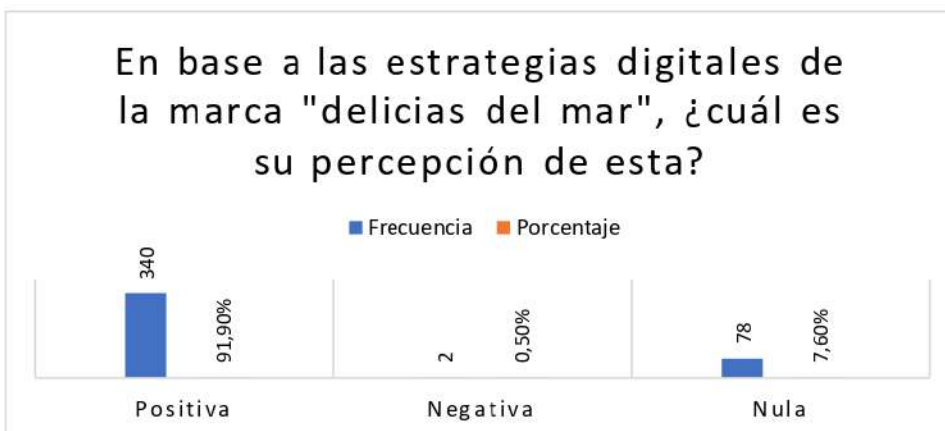 En base a las estrategias digitales de
la marca "delicias del mar", ¿cuál es
su percepción de esta?
Frecuencia Porcentaje
340
91,90%
2
0,50%
78
7,60%
Positiva Negativa Nula